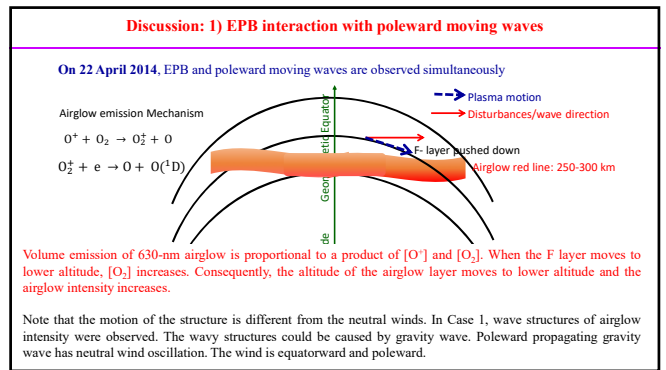 Discussion: 1) EPB interaction with poleward moving waves
On 22 April 2014, EPB and poleward moving waves are observed simultaneously
Plasma motion
Disturbances/wave direction
Airglow emission Mechanism
O⁺ + O₂ → O₂⁺ + O
O₂⁺ + e → O + O(¹D)
etic Equator
Geom
de
F- layer pushed down
Airglow red line: 250-300 km
Volume emission of 630-nm airglow is proportional to a product of [O⁺] and [O₂]. When the F layer moves to
lower altitude, [O₂] increases. Consequently, the altitude of the airglow layer moves to lower altitude and the
airglow intensity increases.
Note that the motion of the structure is different from the neutral winds. In Case 1, wave structures of airglow
intensity were observed. The wavy structures could be caused by gravity wave. Poleward propagating gravity
wave has neutral wind oscillation. The wind is equatorward and poleward.